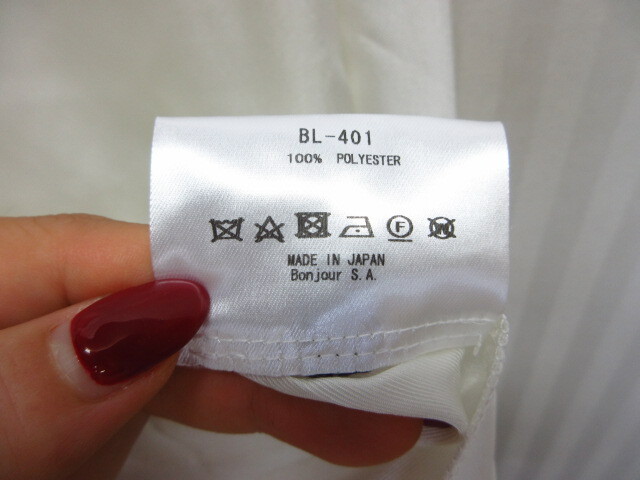 BL-401
100% POLYESTER
F W
MADE IN JAPAN
Bonjour S.A.